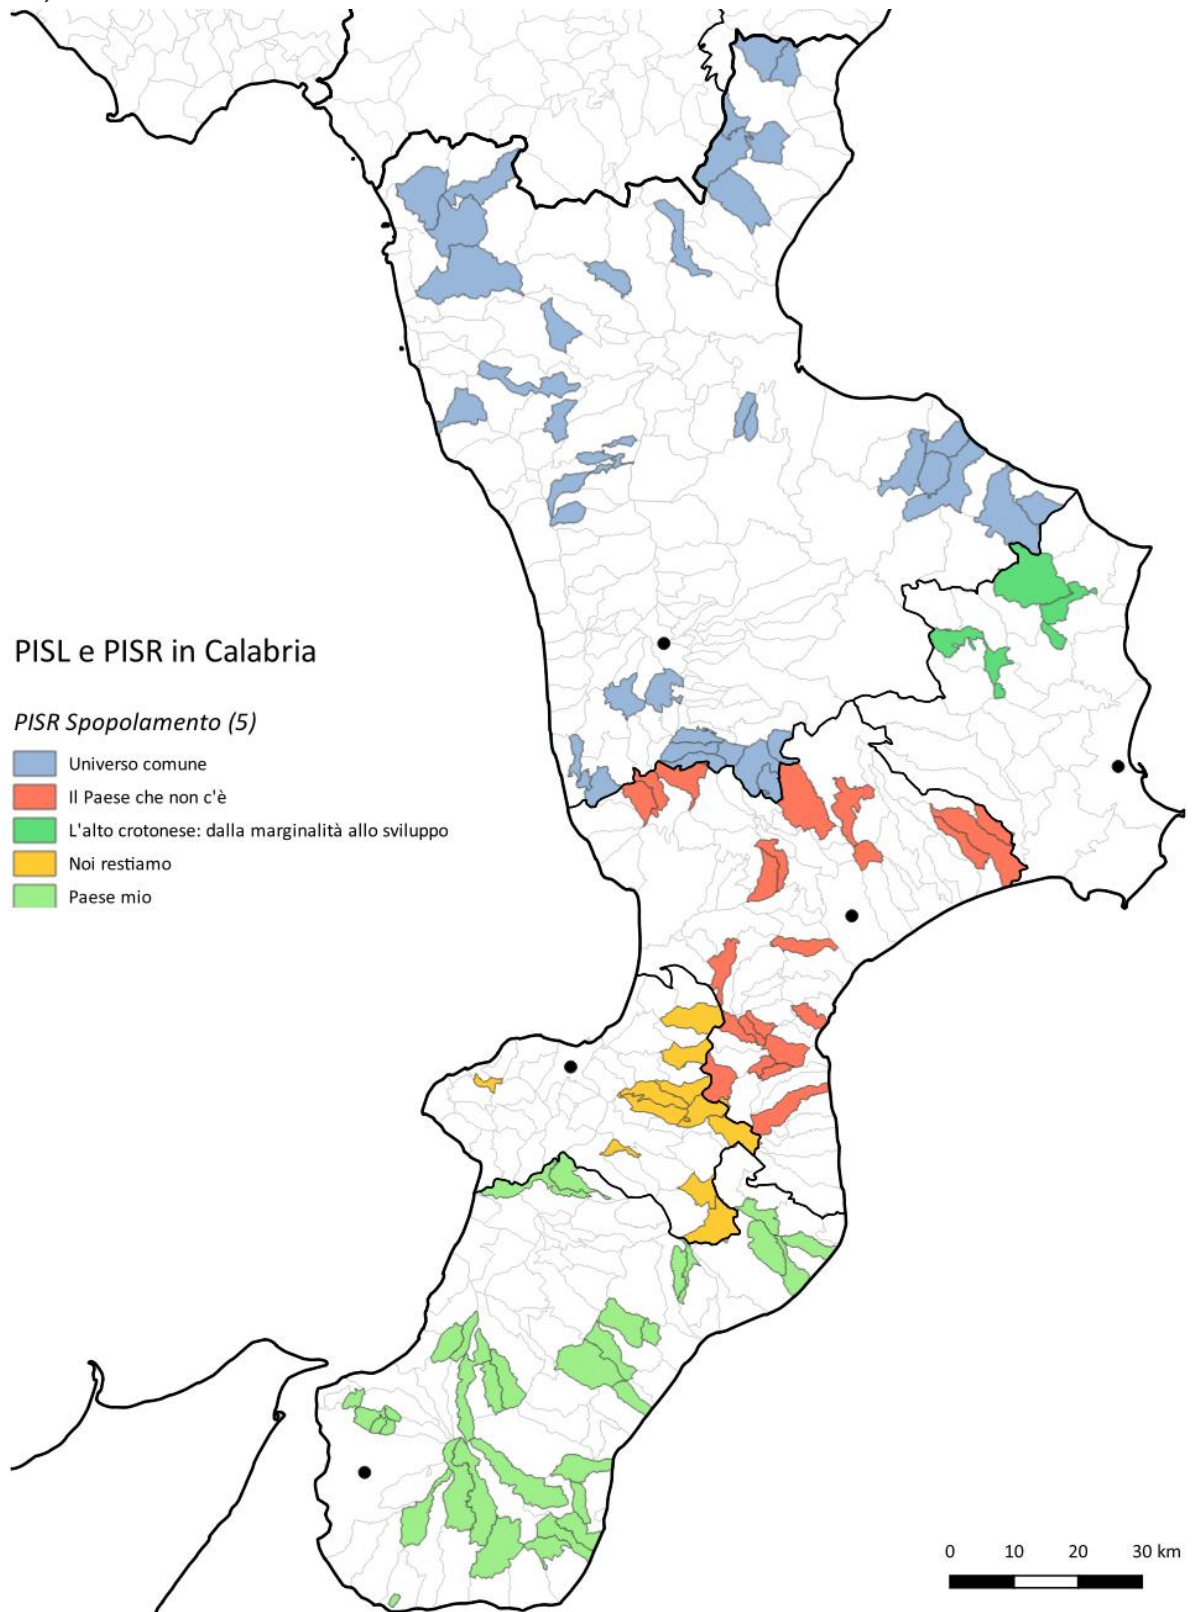 PISL e PISR in Calabria
PISR Spopolamento (5)
Universo comune
Il Paese che non c'è
L'alto crotonese: dalla marginalità allo sviluppo
Noi restiamo
Paese mio
0 10 20 30 km